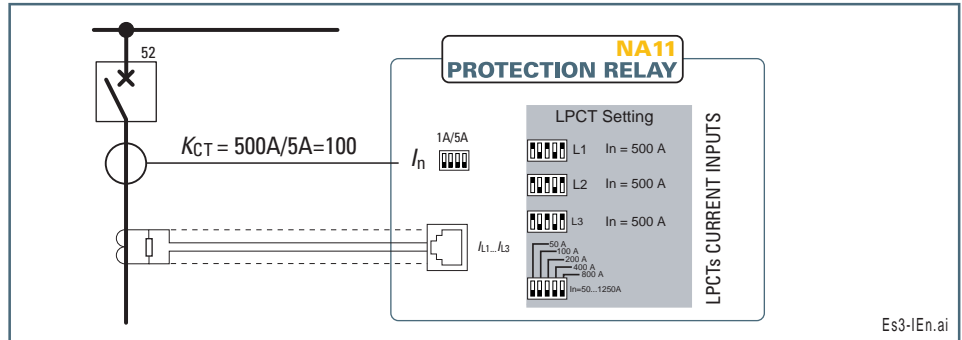 52
NA11
PROTECTION RELAY
KCT = 500A/5A=100
In
1A/5A
LPCT Setting
L1 In = 500 A
L2 In = 500 A
L3 In = 500 A
IL1...IL3
50 A
100 A
200 A
400 A
800 A
In=50...1250A
LPCTs CURRENT INPUTS
Es3-IEn.ai